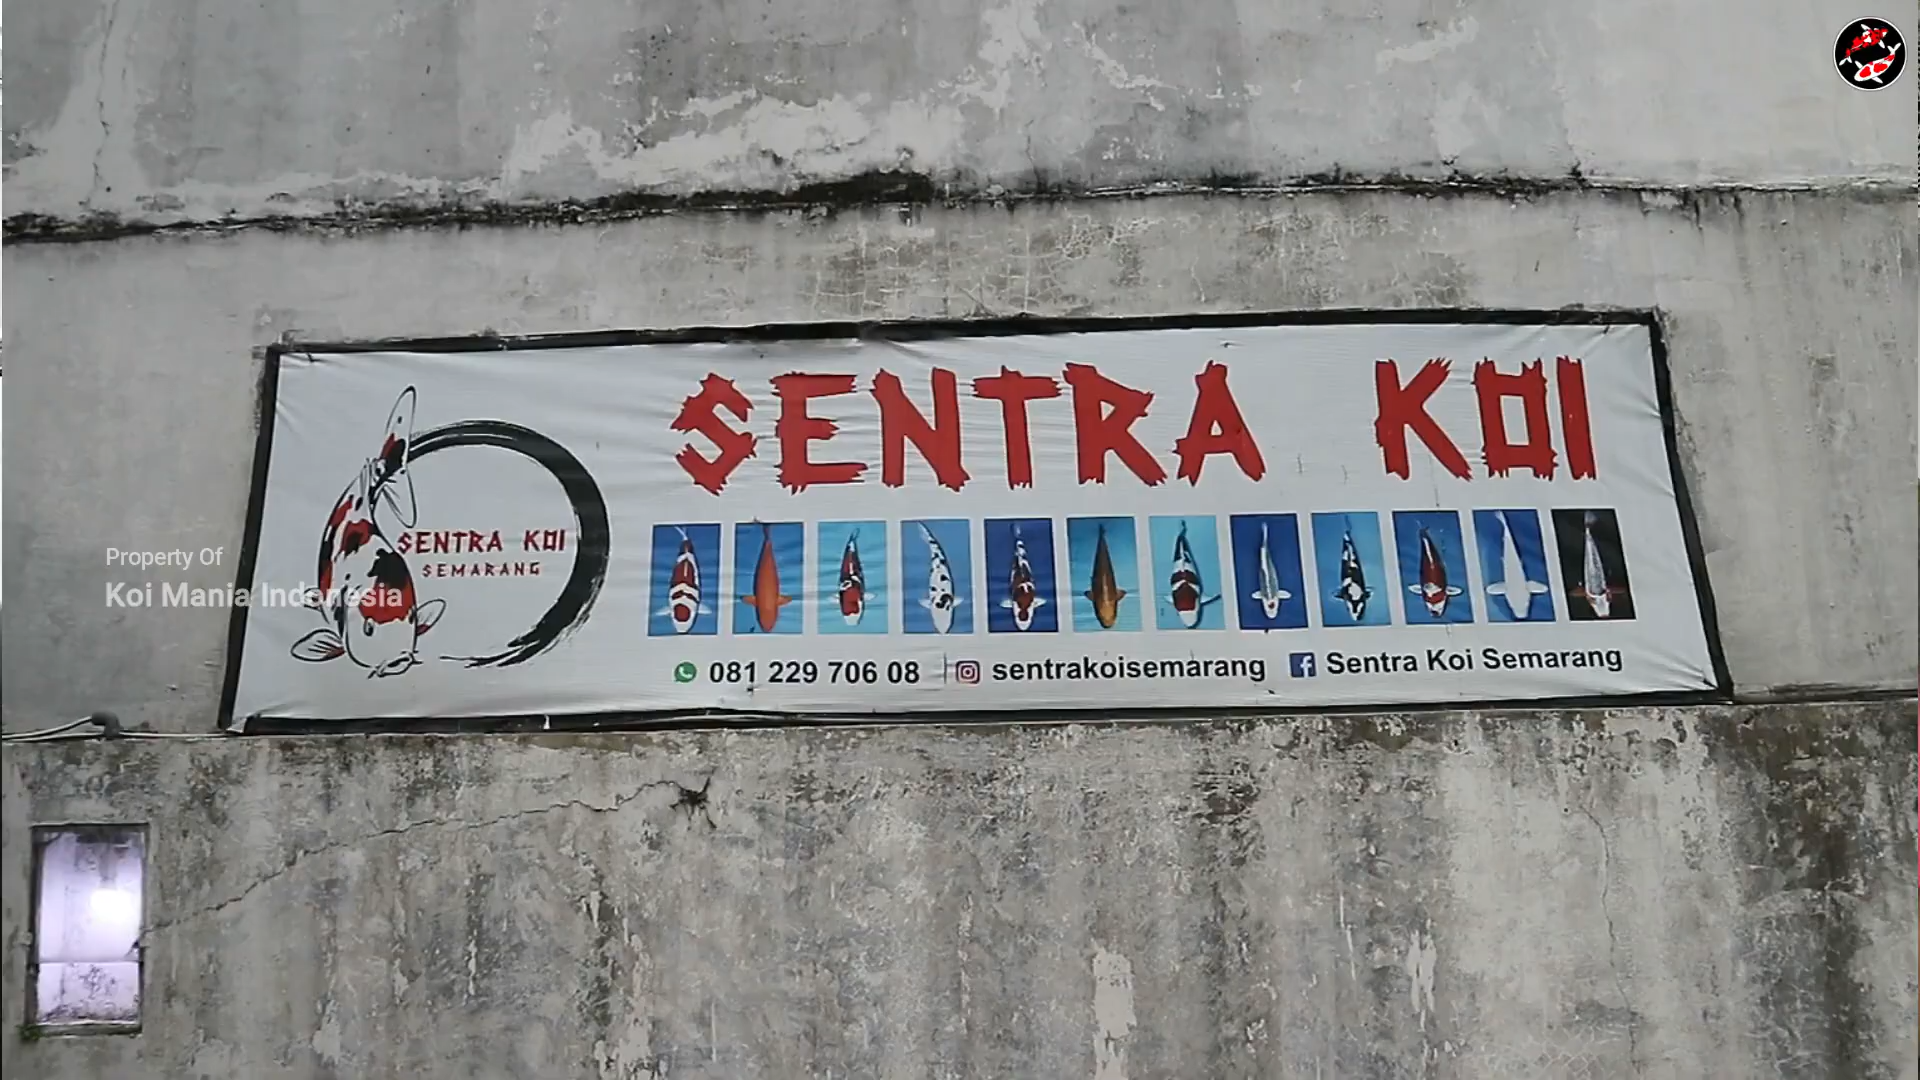 SENTRA KOI
SENTRA KOI
SEMARANG
081 229 706 08
sentrakoisemarang
Sentra Koi Semarang
Property Of
Koi Mania Indonesia